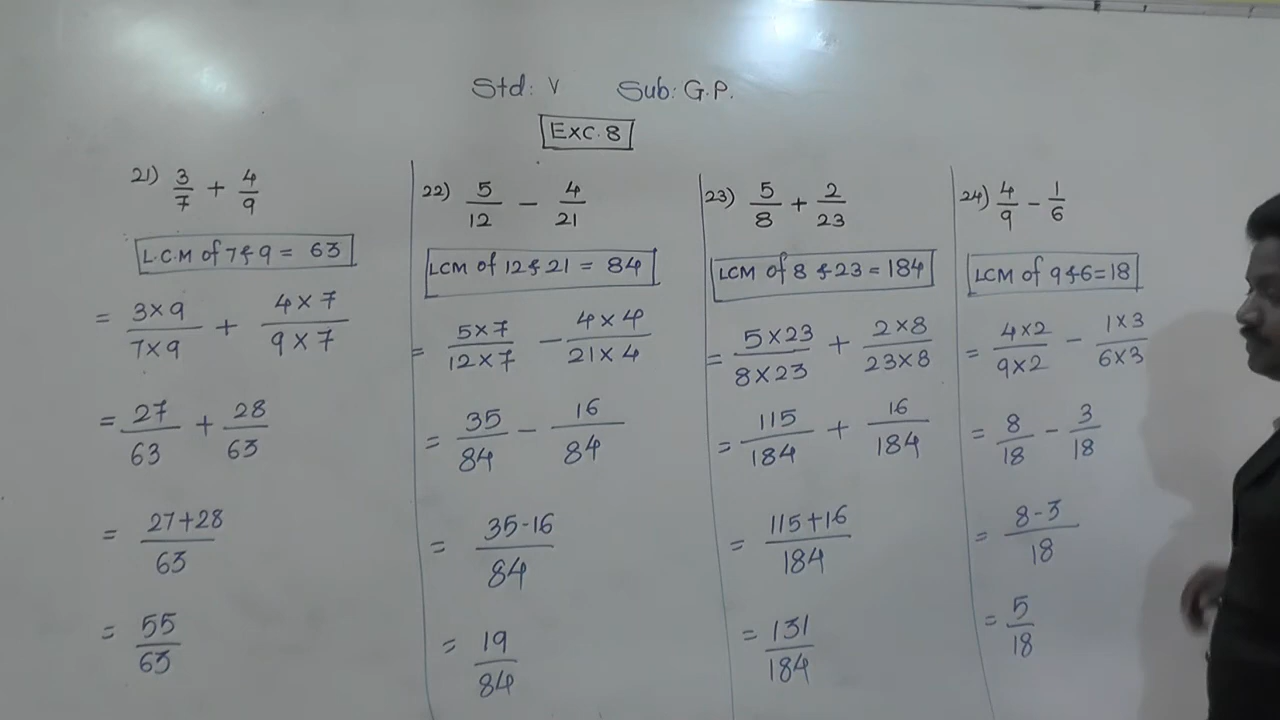 Std: V Sub: G.P.
EXC. 8
21) 3/7 + 4/9
L.C.M of 7 & 9 = 63
= 3×9/7×9 + 4×7/9×7
= 27/63 + 28/63
= 27+28/63
= 55/63
22) 5/12 - 4/21
LCM of 12 & 21 = 84
= 5×7/12×7 - 4×4/21×4
= 35/84 - 16/84
= 35-16/84
= 19/84
23) 5/8 + 2/23
LCM of 8 & 23 = 184
= 5×23/8×23 + 2×8/23×8
= 115/184 + 16/184
= 115+16/184
= 131/184
24) 4/9 - 1/6
LCM of 9 & 6 = 18
= 4×2/9×2 - 1×3/6×3
= 8/18 - 3/18
= 8-3/18
= 5/18